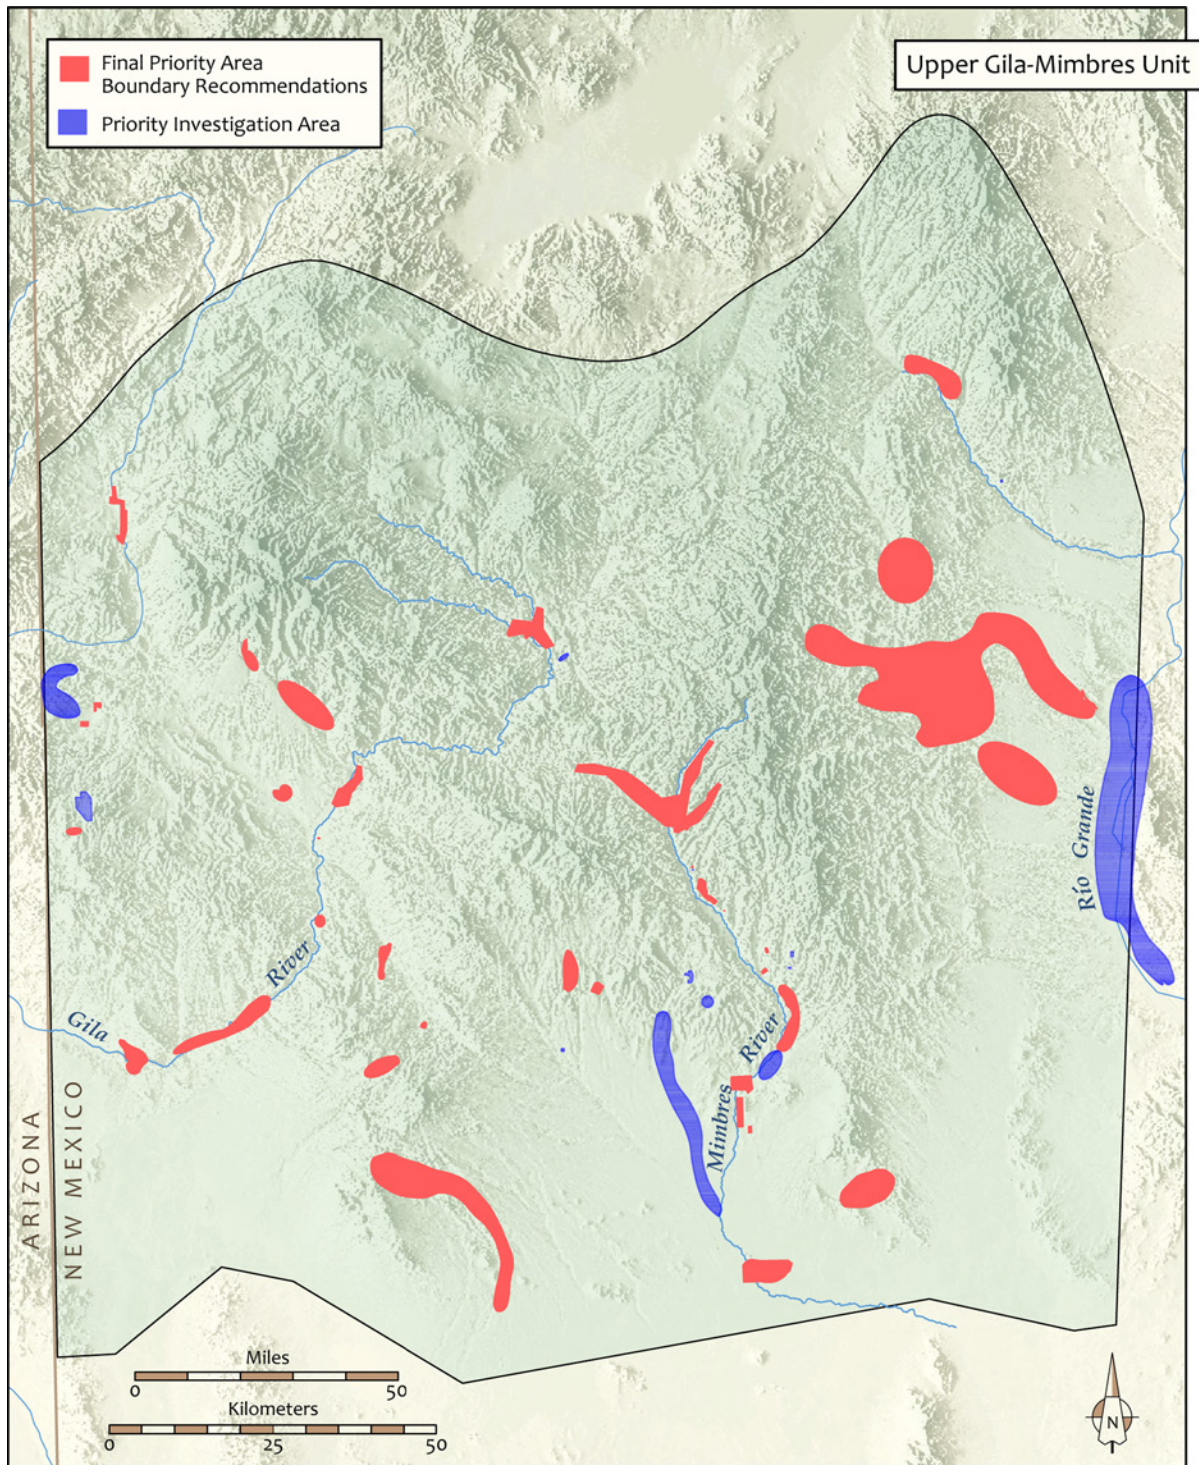 Final Priority Area
Boundary Recommendations
Priority Investigation Area
Upper Gila-Mimbres Unit
Río Grande
River
Gila
River
Mimbres
ARIZONA
NEW MEXICO
Miles
0 50
Kilometers
0 25 50
N